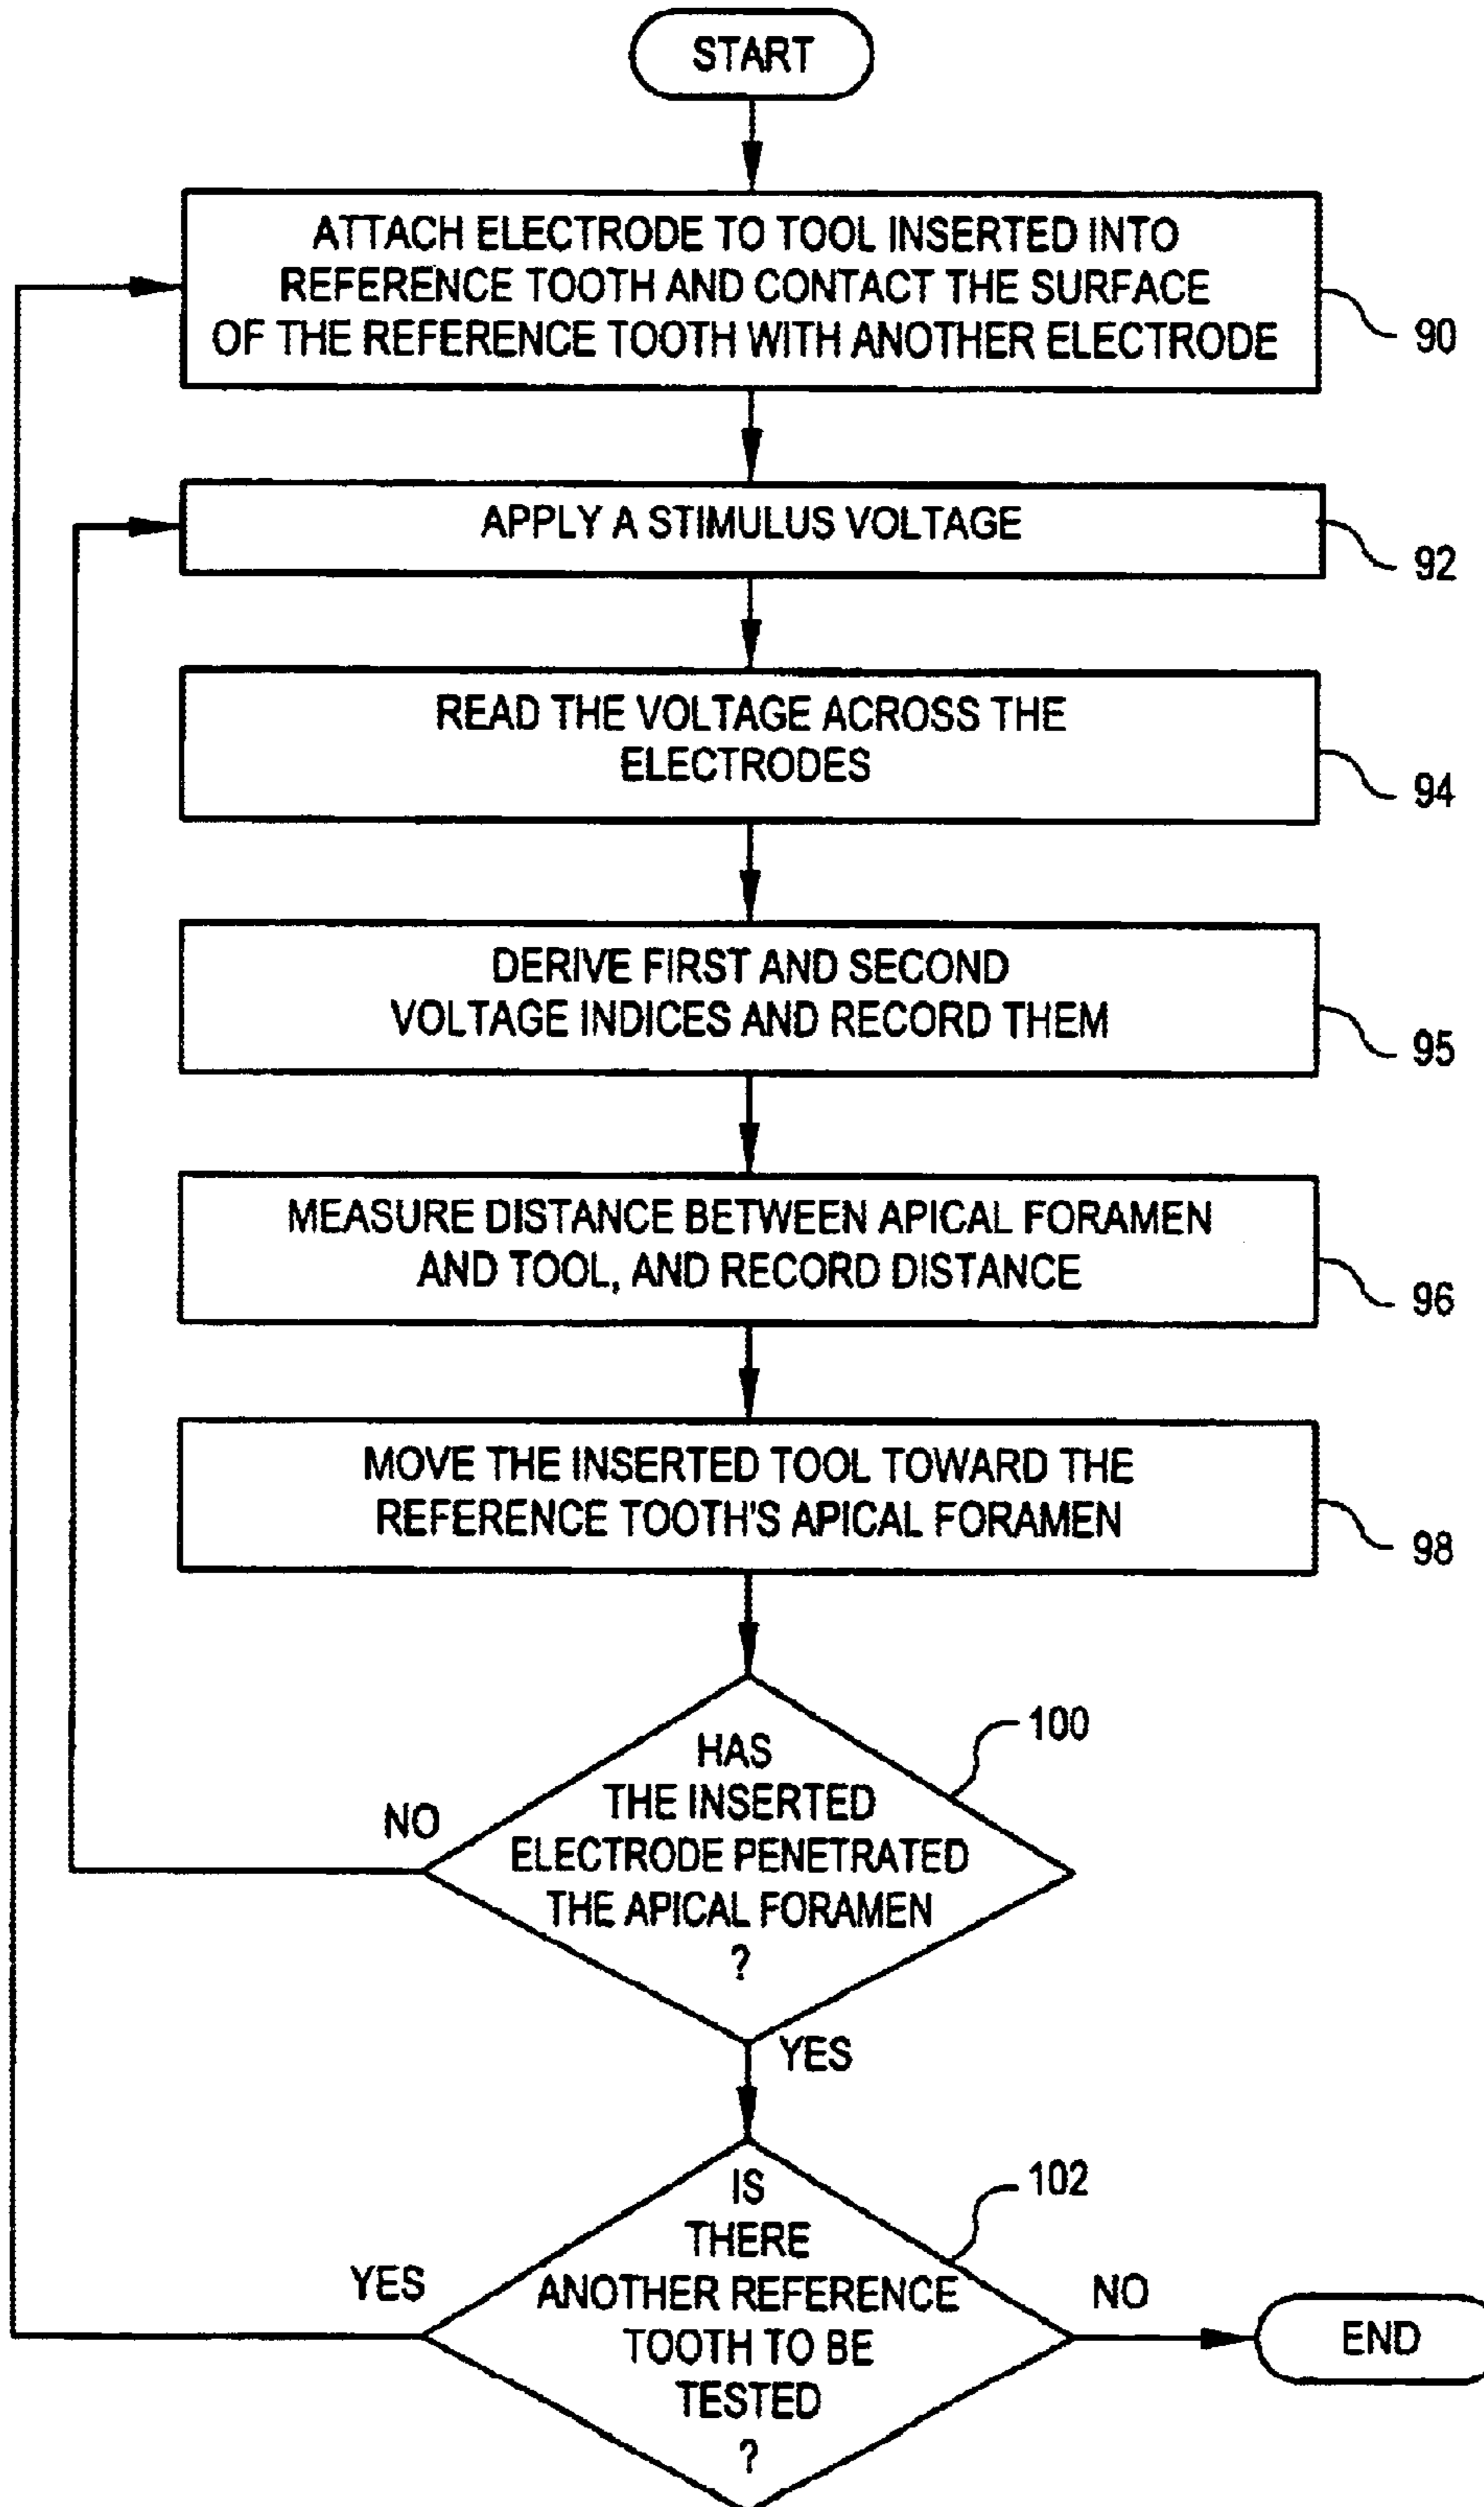 START
ATTACH ELECTRODE TO TOOL INSERTED INTO
REFERENCE TOOTH AND CONTACT THE SURFACE
OF THE REFERENCE TOOTH WITH ANOTHER ELECTRODE
90
APPLY A STIMULUS VOLTAGE
92
READ THE VOLTAGE ACROSS THE
ELECTRODES
94
DERIVE FIRST AND SECOND
VOLTAGE INDICES AND RECORD THEM
95
MEASURE DISTANCE BETWEEN APICAL FORAMEN
AND TOOL, AND RECORD DISTANCE
96
MOVE THE INSERTED TOOL TOWARD THE
REFERENCE TOOTH'S APICAL FORAMEN
98
HAS
THE INSERTED
ELECTRODE PENETRATED
THE APICAL FORAMEN
?
100
NO
YES
IS
THERE
ANOTHER REFERENCE
TOOTH TO BE
TESTED
?
102
YES
NO
END